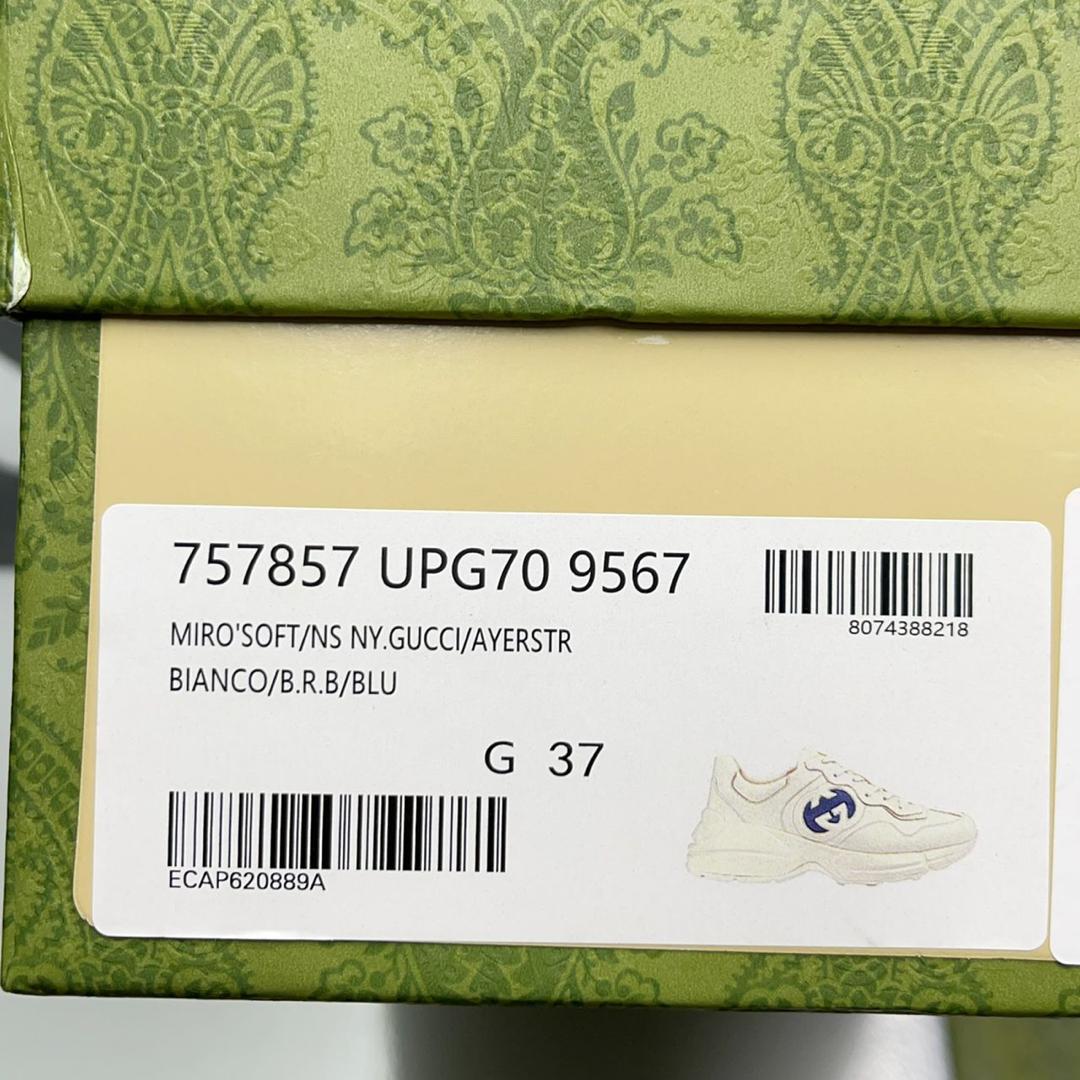 757857 UPG70 9567
8074388218
MIRO'SOFT/NS NY.GUCCI/AYERSTR
BIANCO/B.R.B/BLU
G 37
ECAP620889A